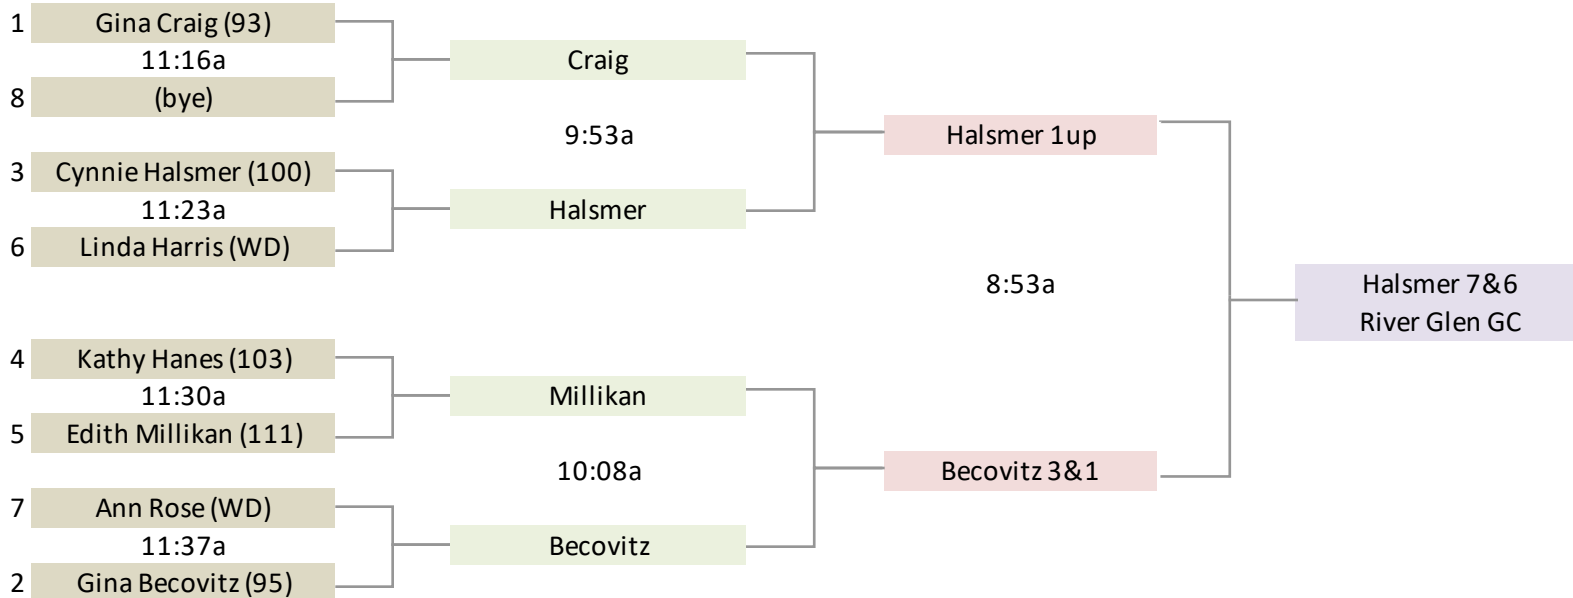 1 Gina Craig (93)
11:16a
8 (bye)
3 Cynnie Halsmer (100)
11:23a
6 Linda Harris (WD)
4 Kathy Hanes (103)
11:30a
5 Edith Millikan (111)
7 Ann Rose (WD)
11:37a
2 Gina Becovitz (95)
Craig
9:53a
Halsmer
Millikan
10:08a
Becovitz
Halsmer 1up
8:53a
Becovitz 3&1
Halsmer 7&6
River Glen GC